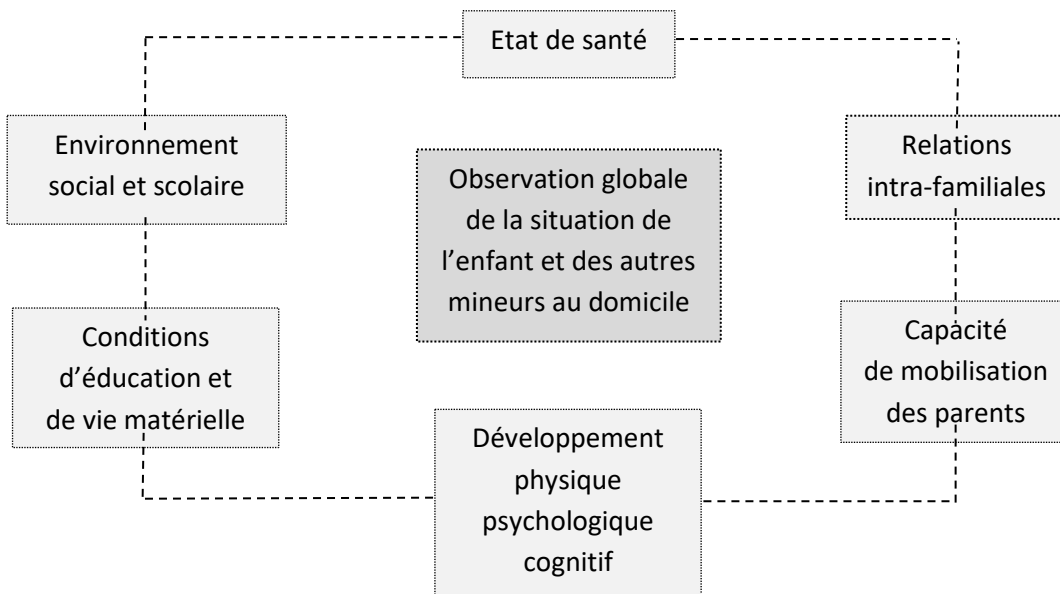 Etat de santé
Environnement
social et scolaire
Observation globale
de la situation de
l’enfant et des autres
mineurs au domicile
Relations
intra-familiales
Conditions
d’éducation et
de vie matérielle
Capacité
de mobilisation
des parents
Développement
physique
psychologique
cognitif